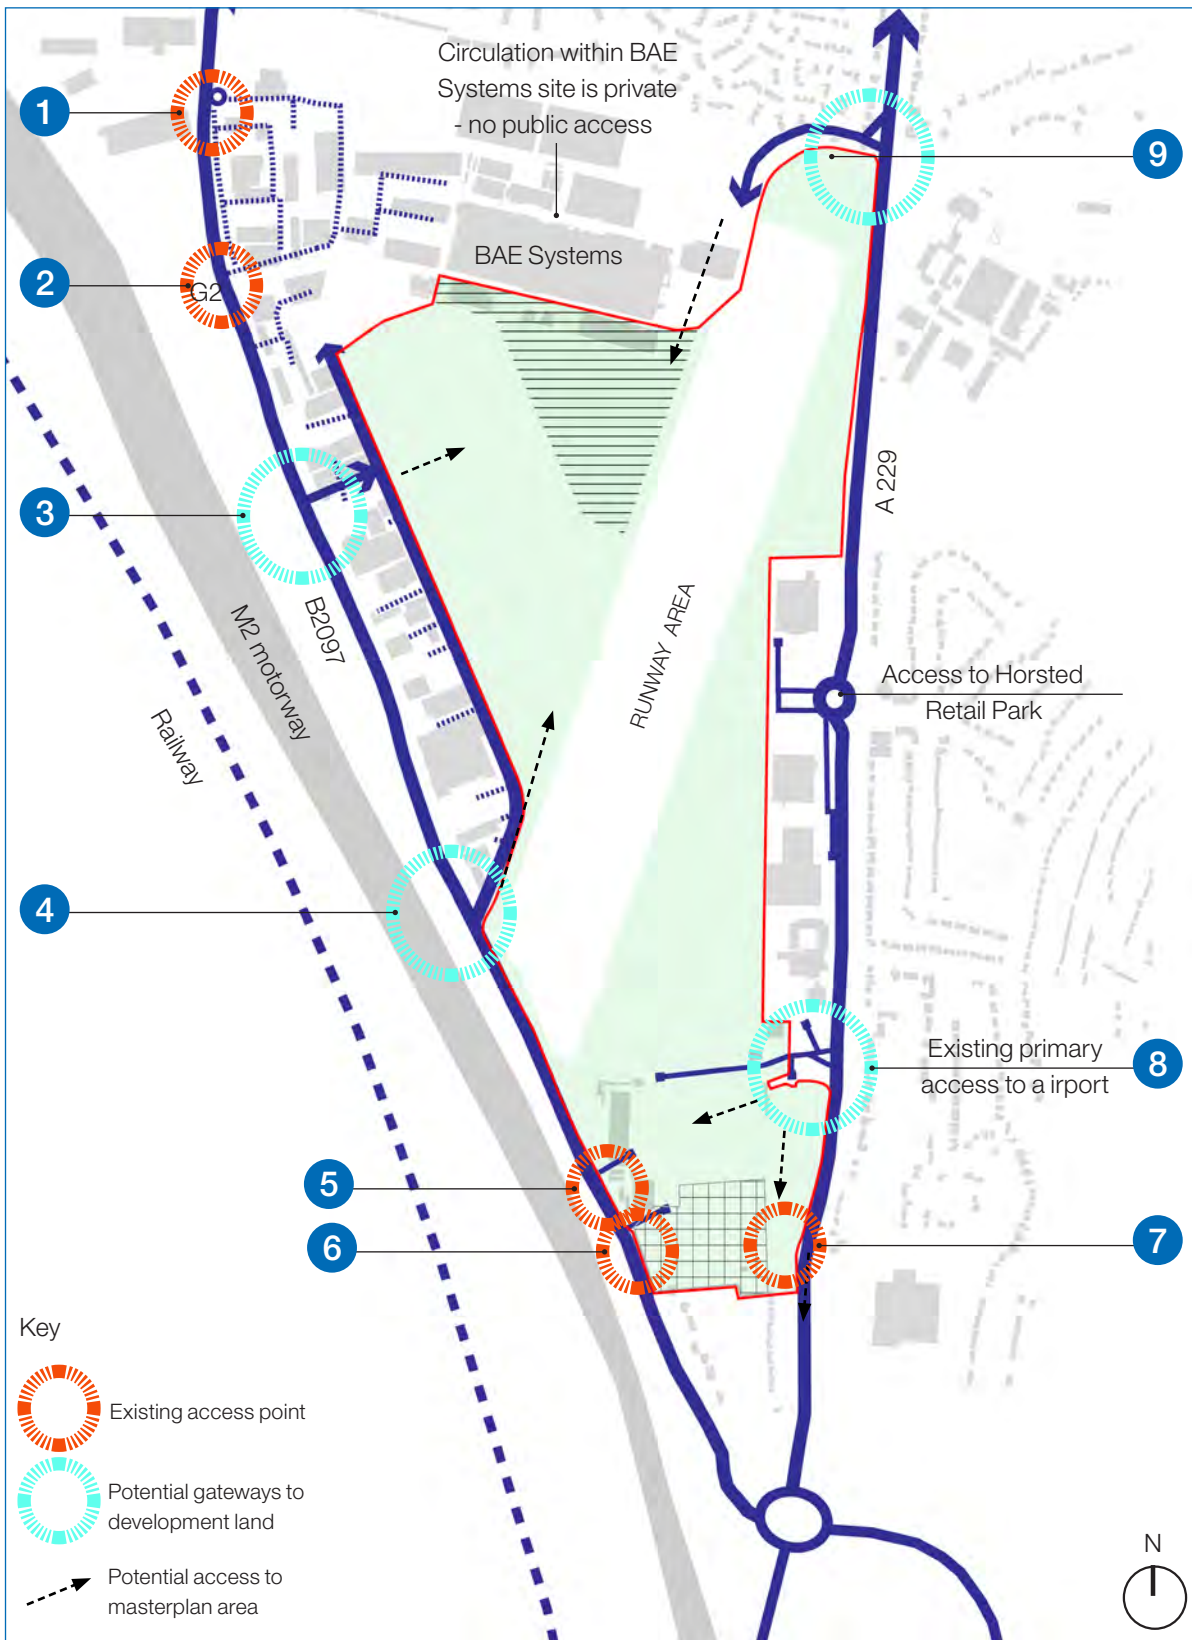 Circulation within BAE
Systems site is private
- no public access
1
9
BAE Systems
2
G2
A 229
3
B2097
M2 motorway
RUNWAY AREA
Access to Horsted
Retail Park
Railway
4
Existing primary
access to a irport
8
5
6
7
Key
Existing access point
Potential gateways to
development land
Potential access to
masterplan area
N